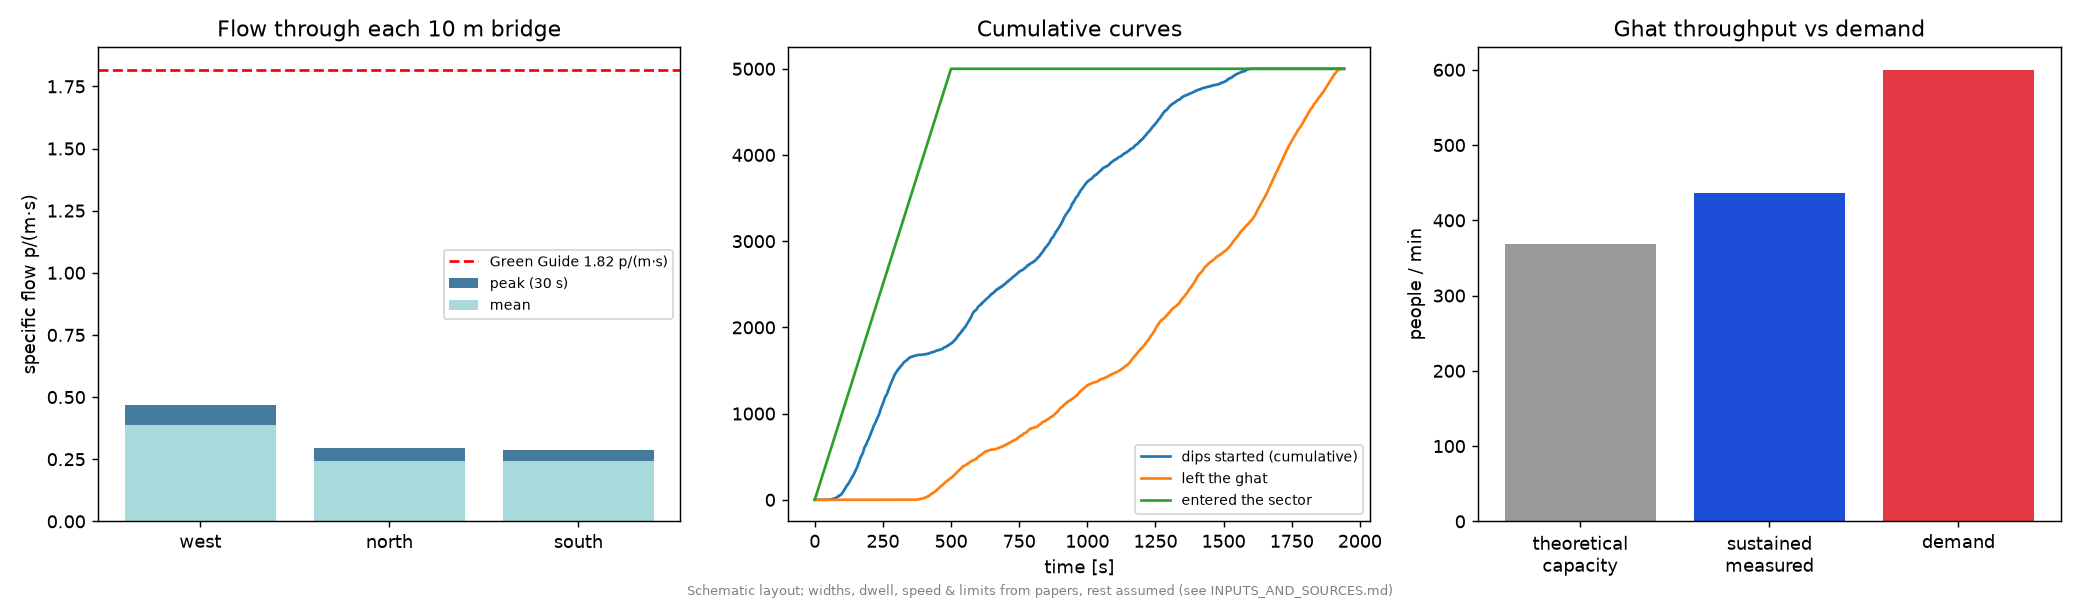 Flow through each 10 m bridge
specific flow p/(m·s)
1.75
1.50
1.25
1.00
0.75
0.50
0.25
0.00
Green Guide 1.82 p/(m·s)
peak (30 s)
mean
west north south
Cumulative curves
5000
4000
3000
2000
1000
0
dips started (cumulative)
left the ghat
entered the sector
0 250 500 750 1000 1250 1500 1750 2000
time [s]
Ghat throughput vs demand
people / min
600
500
400
300
200
100
0
theoretical capacity
sustained measured
demand
Schematic layout; widths, dwell, speed & limits from papers, rest assumed (see INPUTS_AND_SOURCES.md)